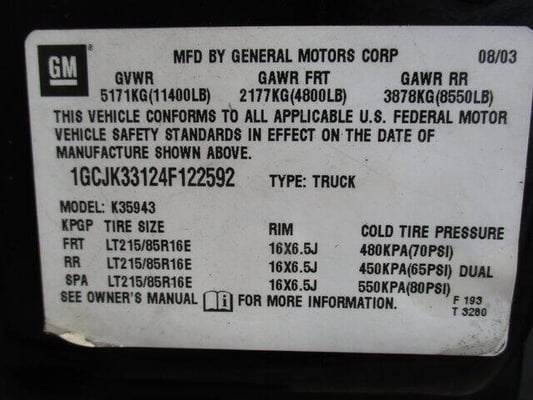 GM ® MFD BY GENERAL MOTORS CORP 08/03
GVWR GAWR FRT GAWR RR
5171KG(11400LB) 2177KG(4800LB) 3878KG(8550LB)
THIS VEHICLE CONFORMS TO ALL APPLICABLE U.S. FEDERAL MOTOR
VEHICLE SAFETY STANDARDS IN EFFECT ON THE DATE OF
MANUFACTURE SHOWN ABOVE.
1GCJK33124F122592 TYPE: TRUCK
MODEL: K35943
KPGP TIRE SIZE RIM COLD TIRE PRESSURE
FRT LT215/85R16E 16X6.5J 480KPA(70PSI)
RR LT215/85R16E 16X6.5J 450KPA(65PSI) DUAL
SPA LT215/85R16E 16X6.5J 550KPA(80PSI)
SEE OWNER'S MANUAL i FOR MORE INFORMATION.
F 193
T 3280